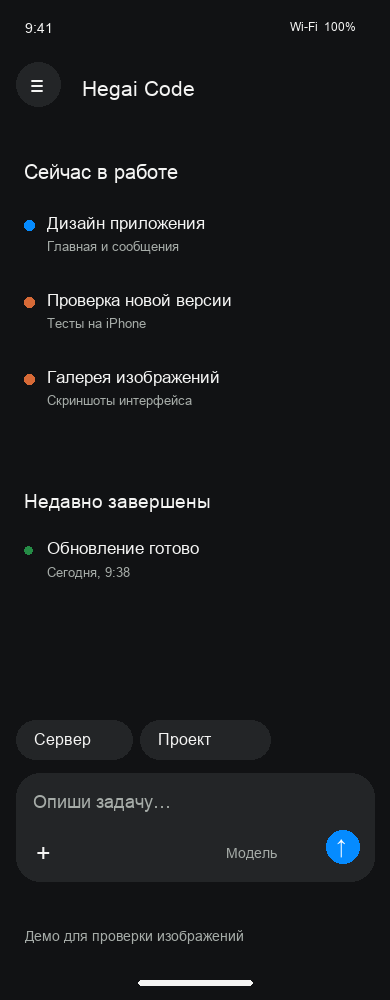 9:41
Wi-Fi 100%
Hegai Code
Сейчас в работе
Дизайн приложения
Главная и сообщения
Проверка новой версии
Тесты на iPhone
Галерея изображений
Скриншоты интерфейса
Недавно завершены
Обновление готово
Сегодня, 9:38
Сервер
Проект
Опиши задачу...
+
Модель
↑
Демо для проверки изображений